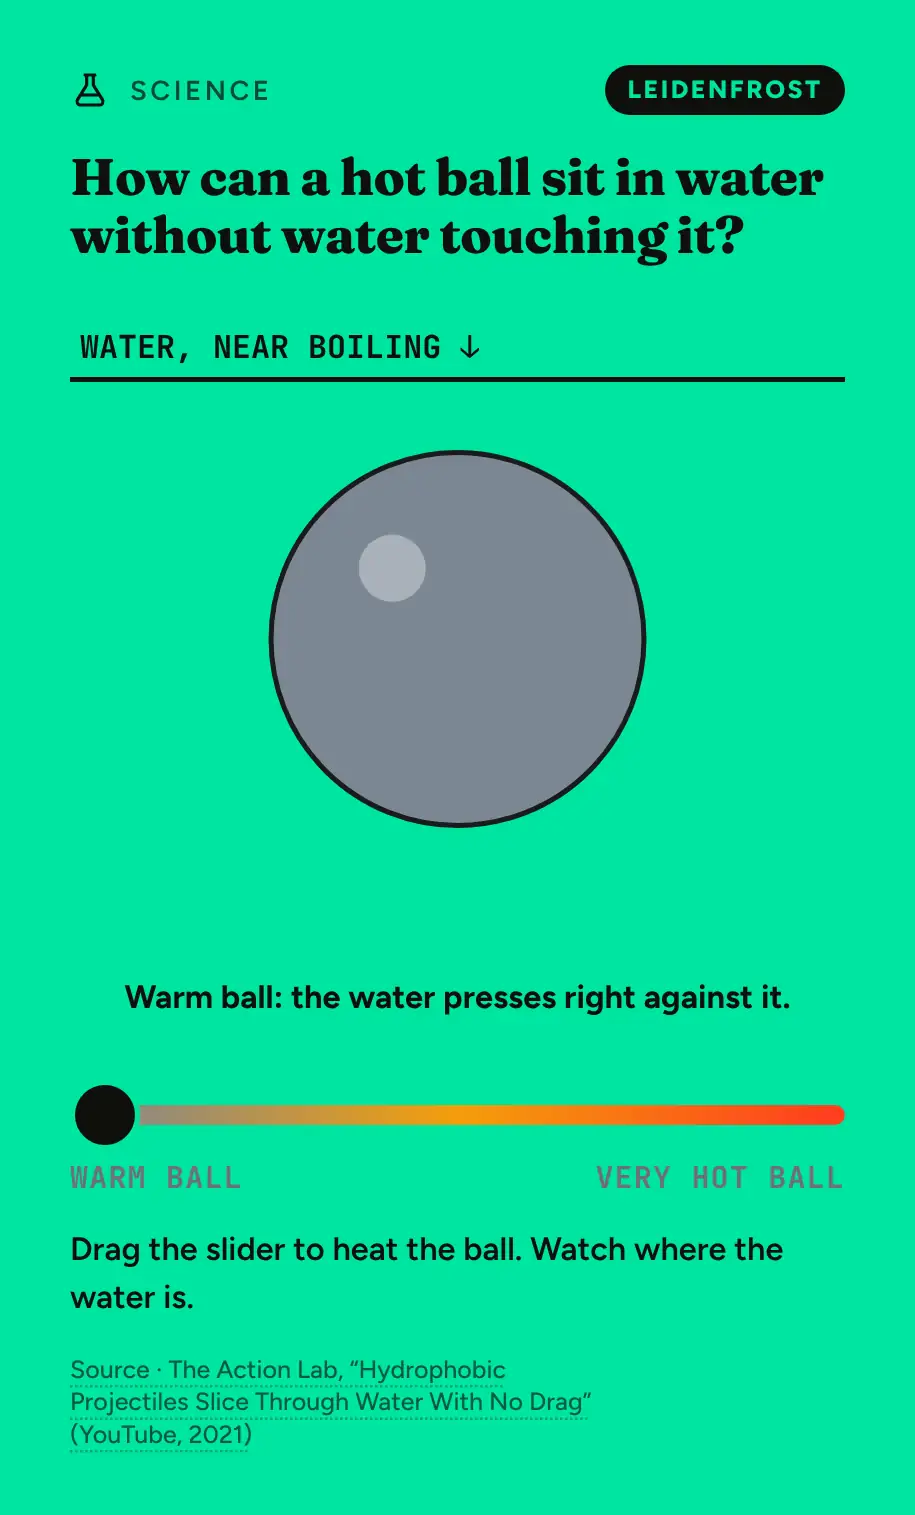 SCIENCE
LEIDENFROST
How can a hot ball sit in water
without water touching it?
WATER, NEAR BOILING ↓
Warm ball: the water presses right against it.
WARM BALL
VERY HOT BALL
Drag the slider to heat the ball. Watch where the
water is.
Source · The Action Lab, “Hydrophobic
Projectiles Slice Through Water With No Drag”
(YouTube, 2021)